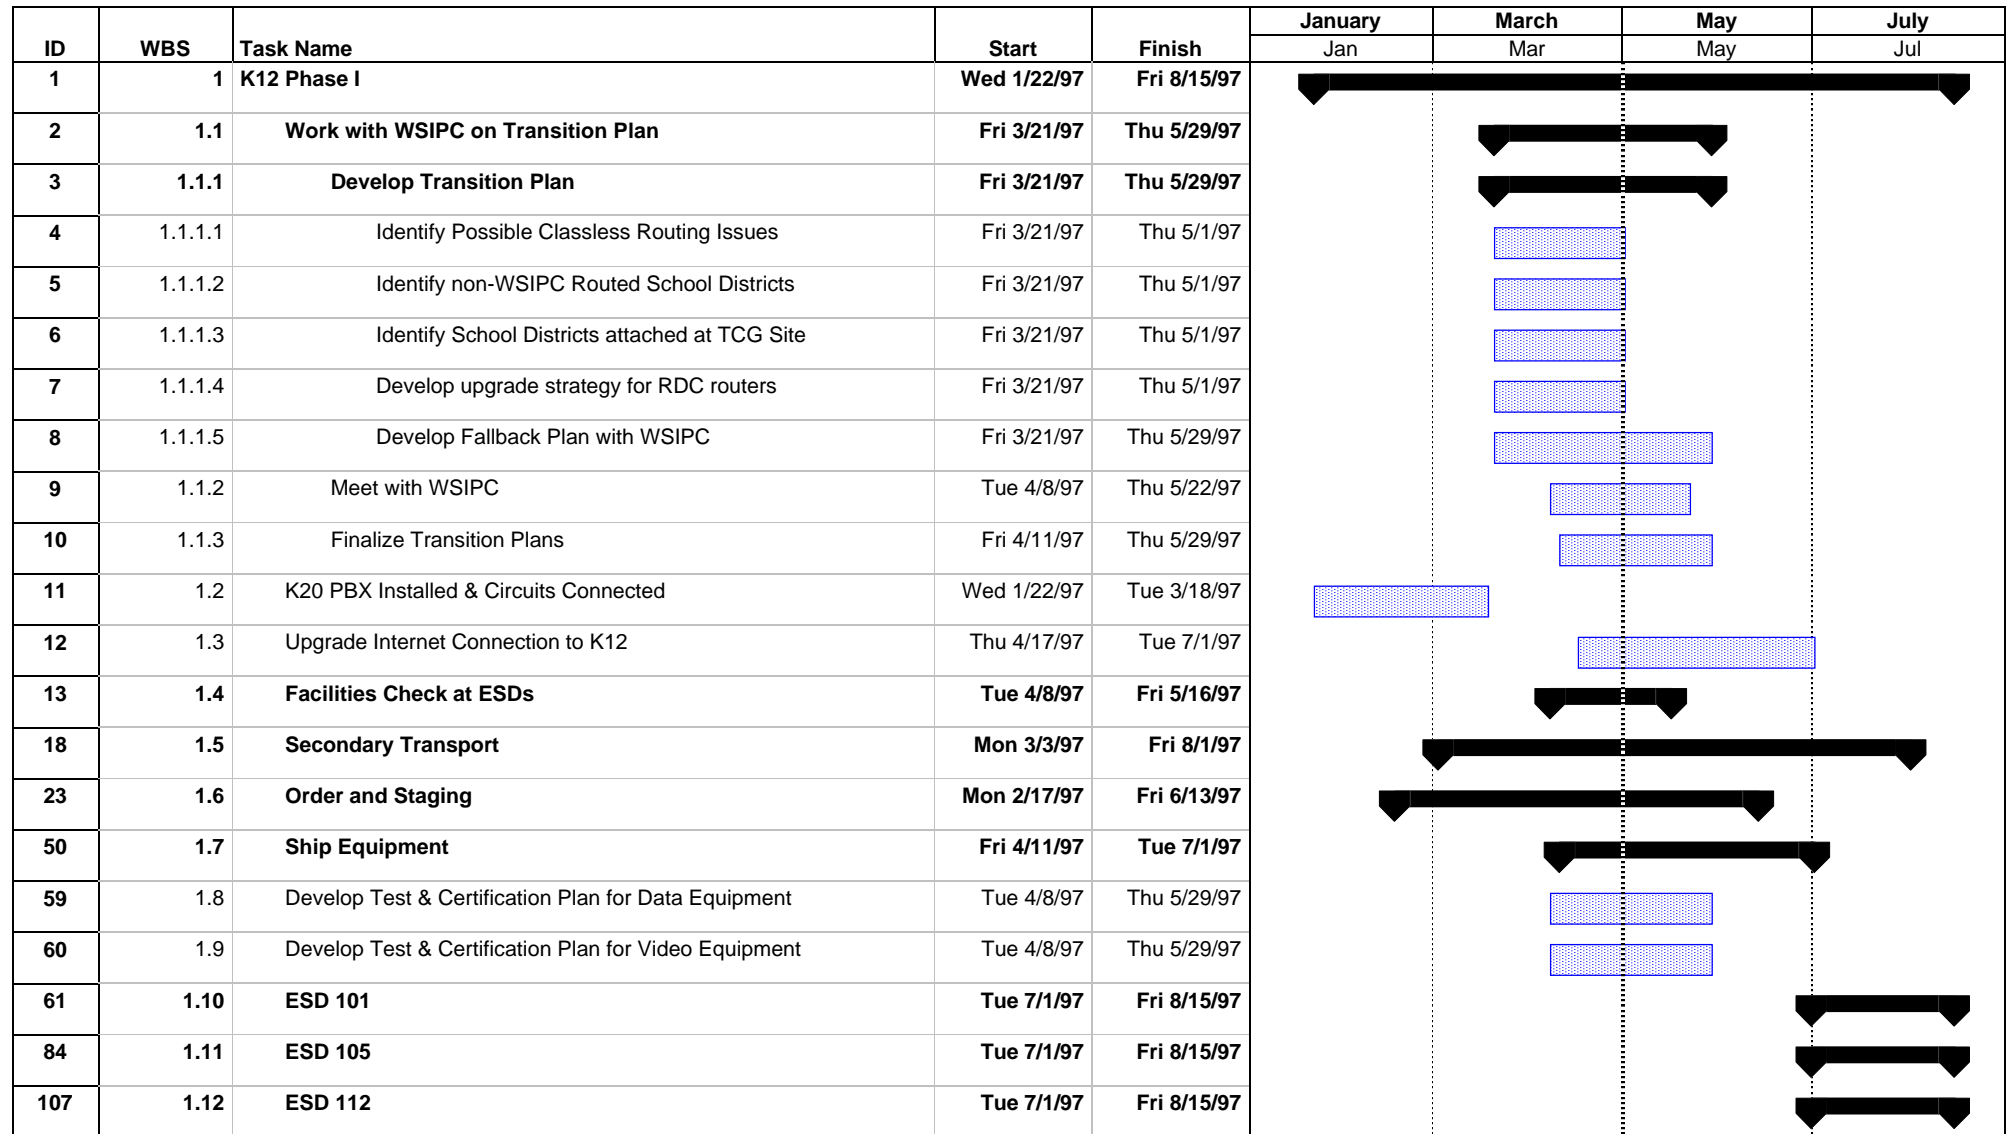 January March May July
ID WBS Task Name Start Finish Jan Mar May Jul
1 1 K12 Phase I Wed 1/22/97 Fri 8/15/97
2 1.1 Work with WSIPC on Transition Plan Fri 3/21/97 Thu 5/29/97
3 1.1.1 Develop Transition Plan Fri 3/21/97 Thu 5/29/97
4 1.1.1.1 Identify Possible Classless Routing Issues Fri 3/21/97 Thu 5/1/97
5 1.1.1.2 Identify non-WSIPC Routed School Districts Fri 3/21/97 Thu 5/1/97
6 1.1.1.3 Identify School Districts attached at TCG Site Fri 3/21/97 Thu 5/1/97
7 1.1.1.4 Develop upgrade strategy for RDC routers Fri 3/21/97 Thu 5/1/97
8 1.1.1.5 Develop Fallback Plan with WSIPC Fri 3/21/97 Thu 5/29/97
9 1.1.2 Meet with WSIPC Tue 4/8/97 Thu 5/22/97
10 1.1.3 Finalize Transition Plans Fri 4/11/97 Thu 5/29/97
11 1.2 K20 PBX Installed & Circuits Connected Wed 1/22/97 Tue 3/18/97
12 1.3 Upgrade Internet Connection to K12 Thu 4/17/97 Tue 7/1/97
13 1.4 Facilities Check at ESDs Tue 4/8/97 Fri 5/16/97
18 1.5 Secondary Transport Mon 3/3/97 Fri 8/1/97
23 1.6 Order and Staging Mon 2/17/97 Fri 6/13/97
50 1.7 Ship Equipment Fri 4/11/97 Tue 7/1/97
59 1.8 Develop Test & Certification Plan for Data Equipment Tue 4/8/97 Thu 5/29/97
60 1.9 Develop Test & Certification Plan for Video Equipment Tue 4/8/97 Thu 5/29/97
61 1.10 ESD 101 Tue 7/1/97 Fri 8/15/97
84 1.11 ESD 105 Tue 7/1/97 Fri 8/15/97
107 1.12 ESD 112 Tue 7/1/97 Fri 8/15/97